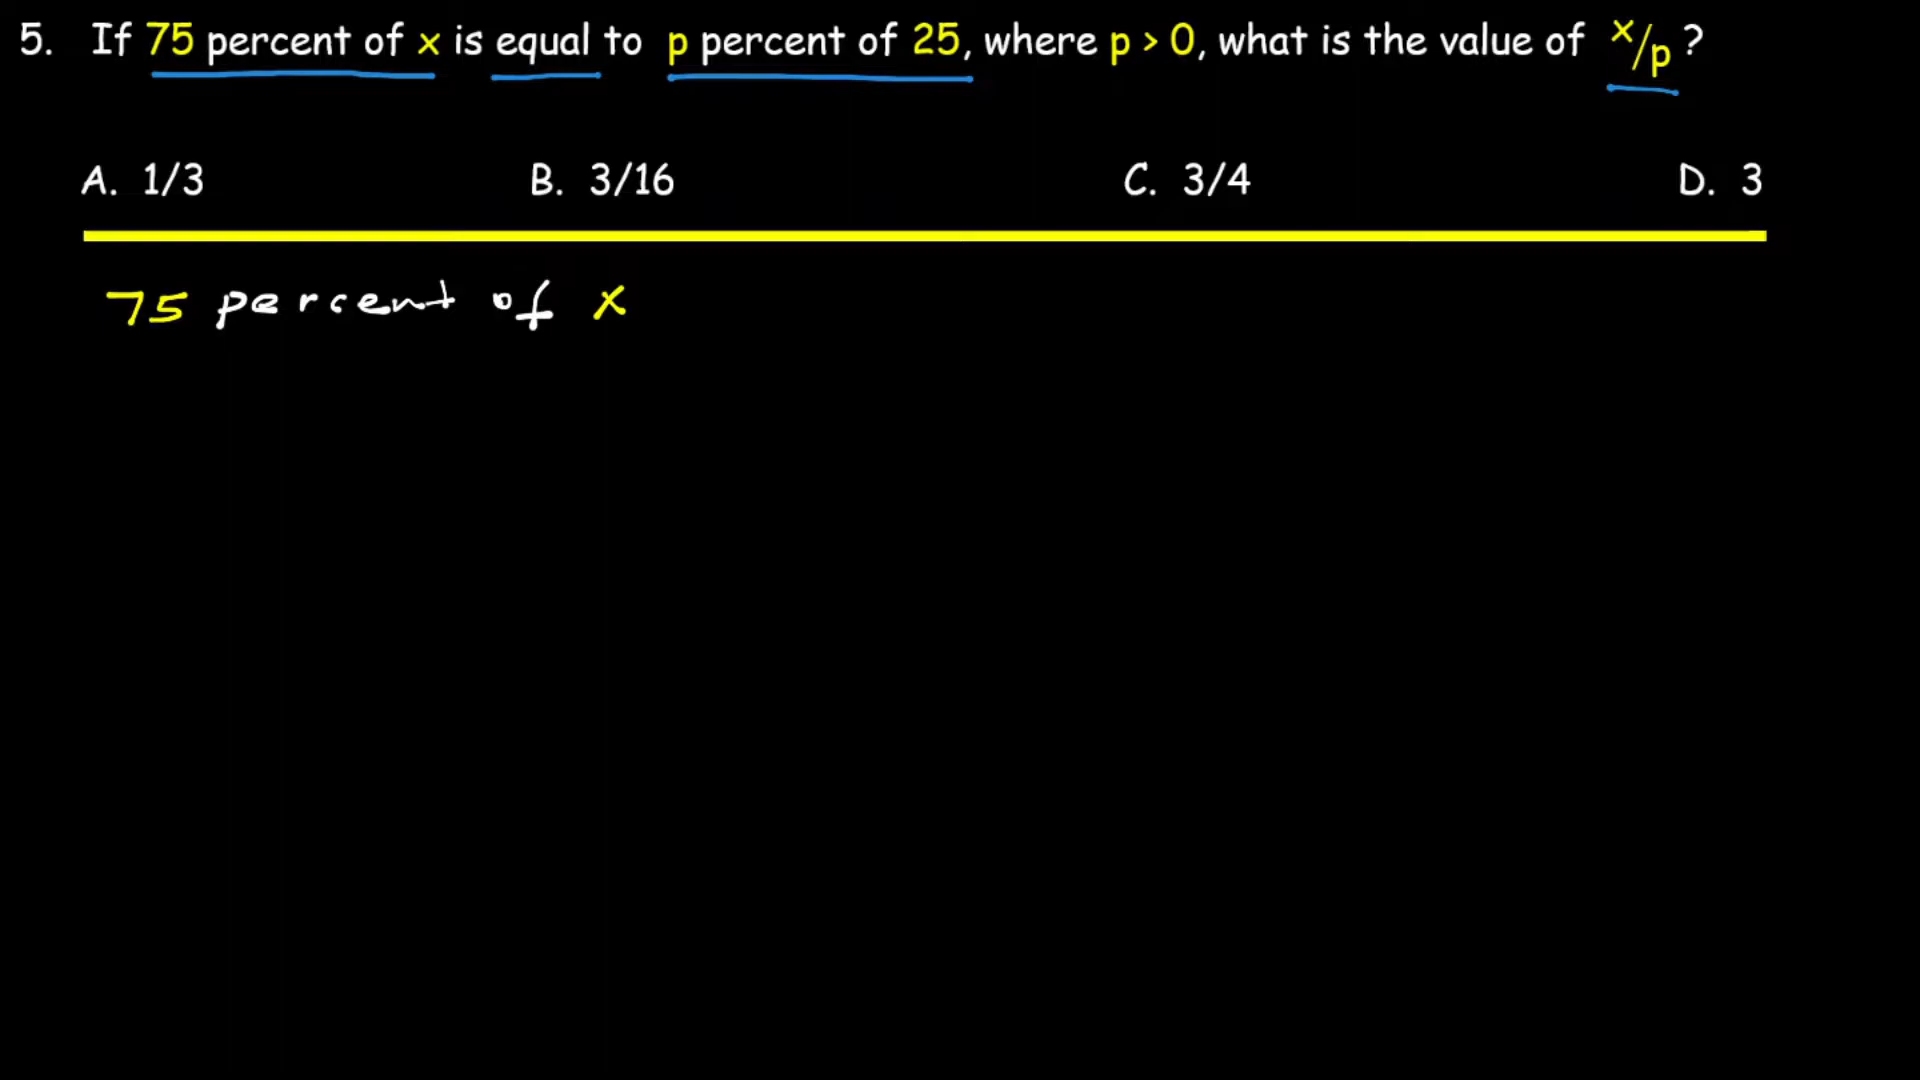 5. If 75 percent of x is equal to p percent of 25, where p > 0, what is the value of x/p ?
A. 1/3 B. 3/16 C. 3/4 D. 3
75 percent of x